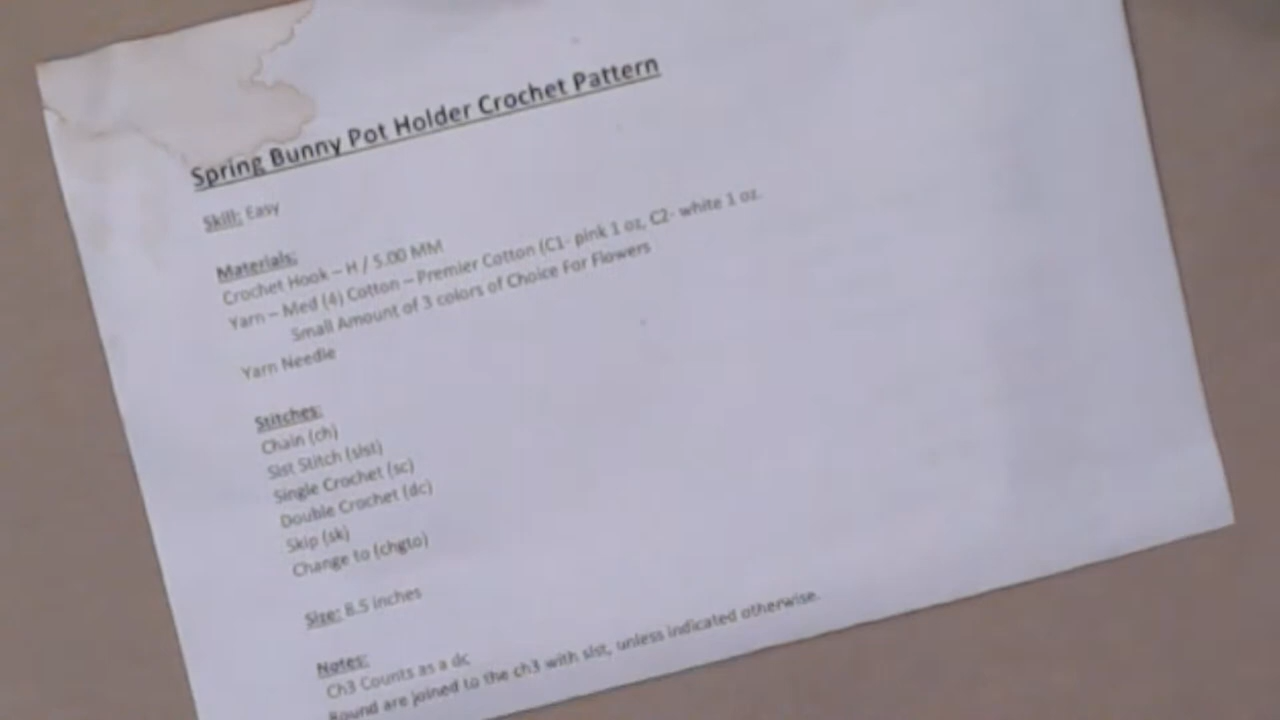 Spring Bunny Pot Holder Crochet Pattern
Skill: Easy
Materials:
Crochet Hook – H / 5.00 MM
Yarn – Med (4) Cotton – Premier Cotton (C1- pink 1 oz, C2- white 1 oz.
Small Amount of 3 colors of Choice For Flowers
Yarn Needle
Stitches:
Chain (ch)
Slst Stitch (slst)
Single Crochet (sc)
Double Crochet (dc)
Skip (sk)
Change to (chgto)
Size: 8.5 inches
Notes:
Ch3 Counts as a dc
Round are joined to the ch3 with slst, unless indicated otherwise.